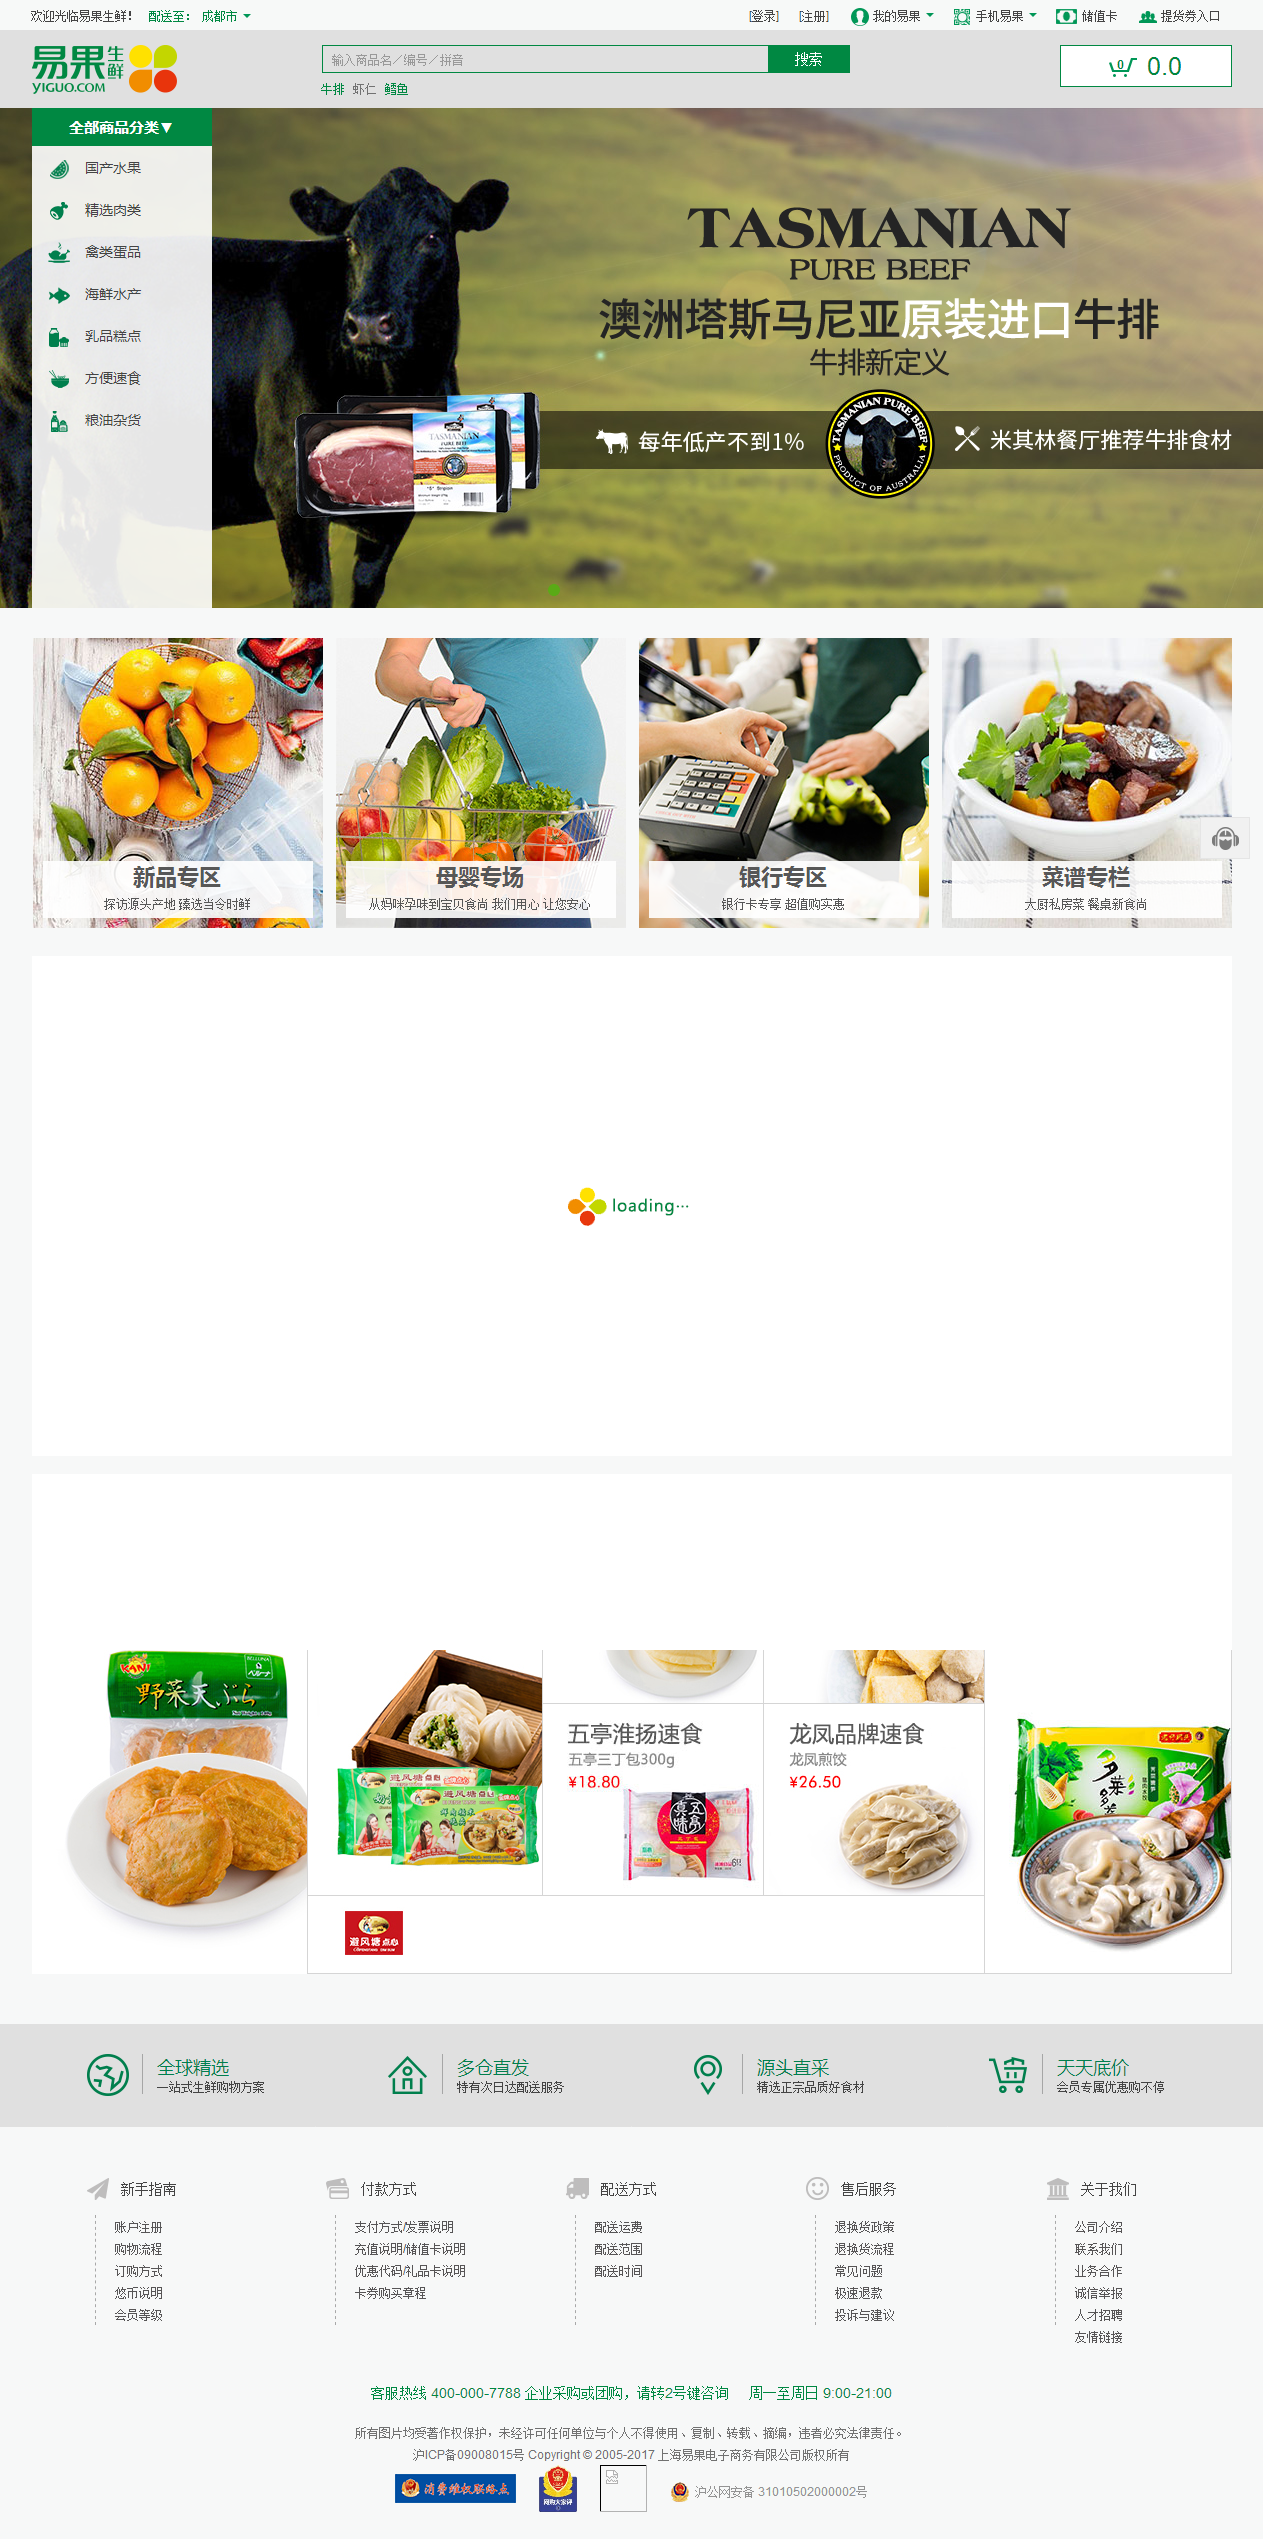 欢迎光临易果生鲜! 配送至: 成都市
[登录] [注册] 我的易果 手机易果 储值卡 提货券入口
易果生鲜
YIGUO.COM
输入商品名／编号／拼音 搜索
0 0.0
牛排 虾仁 鳕鱼
全部商品分类▼
国产水果
精选肉类
禽类蛋品
海鲜水产
乳品糕点
方便速食
粮油杂货
TASMANIAN
PURE BEEF
澳洲塔斯马尼亚原装进口牛排
牛排新定义
每年低产不到1%
TASMANIAN PURE BEEF
PRODUCT OF AUSTRALIA
米其林餐厅推荐牛排食材
TASMANIAN
PURE BEEF
新品专区
探访源头产地 臻选当令时鲜
母婴专场
从妈咪孕味到宝贝食尚 我们用心 让您安心
银行专区
银行卡专享 超值购实惠
菜谱专栏
大厨私房菜 餐桌新食尚
loading···
KANI
BELLUNA
野菜天ぷら
避风塘点心
五亭淮扬速食
五亭三丁包300g
¥18.80
五亭真味
龙凤品牌速食
龙凤煎饺
¥26.50
避风塘点心
全球精选
一站式生鲜购物方案
多仓直发
特有次日达配送服务
源头直采
精选正宗品质好食材
天天底价
会员专属优惠购不停
新手指南
账户注册
购物流程
订购方式
悠币说明
会员等级
付款方式
支付方式/发票说明
充值说明/储值卡说明
优惠代码/礼品卡说明
卡券购买章程
配送方式
配送运费
配送范围
配送时间
售后服务
退换货政策
退换货流程
常见问题
极速退款
投诉与建议
关于我们
公司介绍
联系我们
业务合作
诚信举报
人才招聘
友情链接
客服热线 400-000-7788 企业采购或团购，请转2号键咨询 周一至周日 9:00-21:00
所有图片均受著作权保护，未经许可任何单位与个人不得使用、复制、转载、摘编，违者必究法律责任。
沪ICP备09008015号 Copyright © 2005-2017 上海易果电子商务有限公司版权所有
消费维权联络点
网购大家评
沪公网安备 31010502000002号